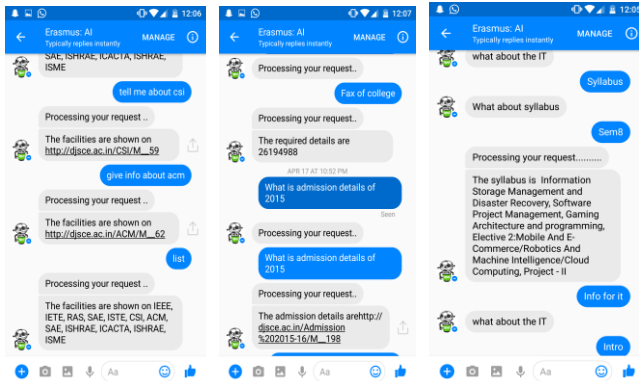 12:06
Erasmus: AI
Typically replies instantly
MANAGE
SAE, ISHRAE, ICACTA, ISHRAE,
ISME
tell me about csi
Processing your request ..
The facilities are shown on
http://djsce.ac.in/CSI/M__59
give info about acm
Processing your request ..
The facilities are shown on
http://djsce.ac.in/ACM/M__62
list
Processing your request ..
The facilities are shown on IEEE,
IETE, RAS, SAE, ISTE, CSI, ACM,
SAE, ISHRAE, ICACTA, ISHRAE,
ISME
Aa
12:07
Erasmus: AI
Typically replies instantly
MANAGE
Processing your request..
Fax of college
Processing your request..
The required details are
26194988
APR 17 AT 10:52 PM
What is admission details of
2015
Seen
Processing your request..
What is admission details of
2015
Processing your request..
The admission details arehttp://
djsce.ac.in/Admission
%202015-16/M__198
Aa
12:05
Erasmus: AI
Typically replies instantly
MANAGE
what about the IT
Syllabus
What about syllabus
Sem8
Processing your request..........
The syllabus is Information
Storage Management and
Disaster Recovery, Software
Project Management, Gaming
Architecture and programming,
Elective 2:Mobile And E-
Commerce/Robotics And
Machine Intelligence/Cloud
Computing, Project - II
Info for it
what about the IT
Intro
Aa